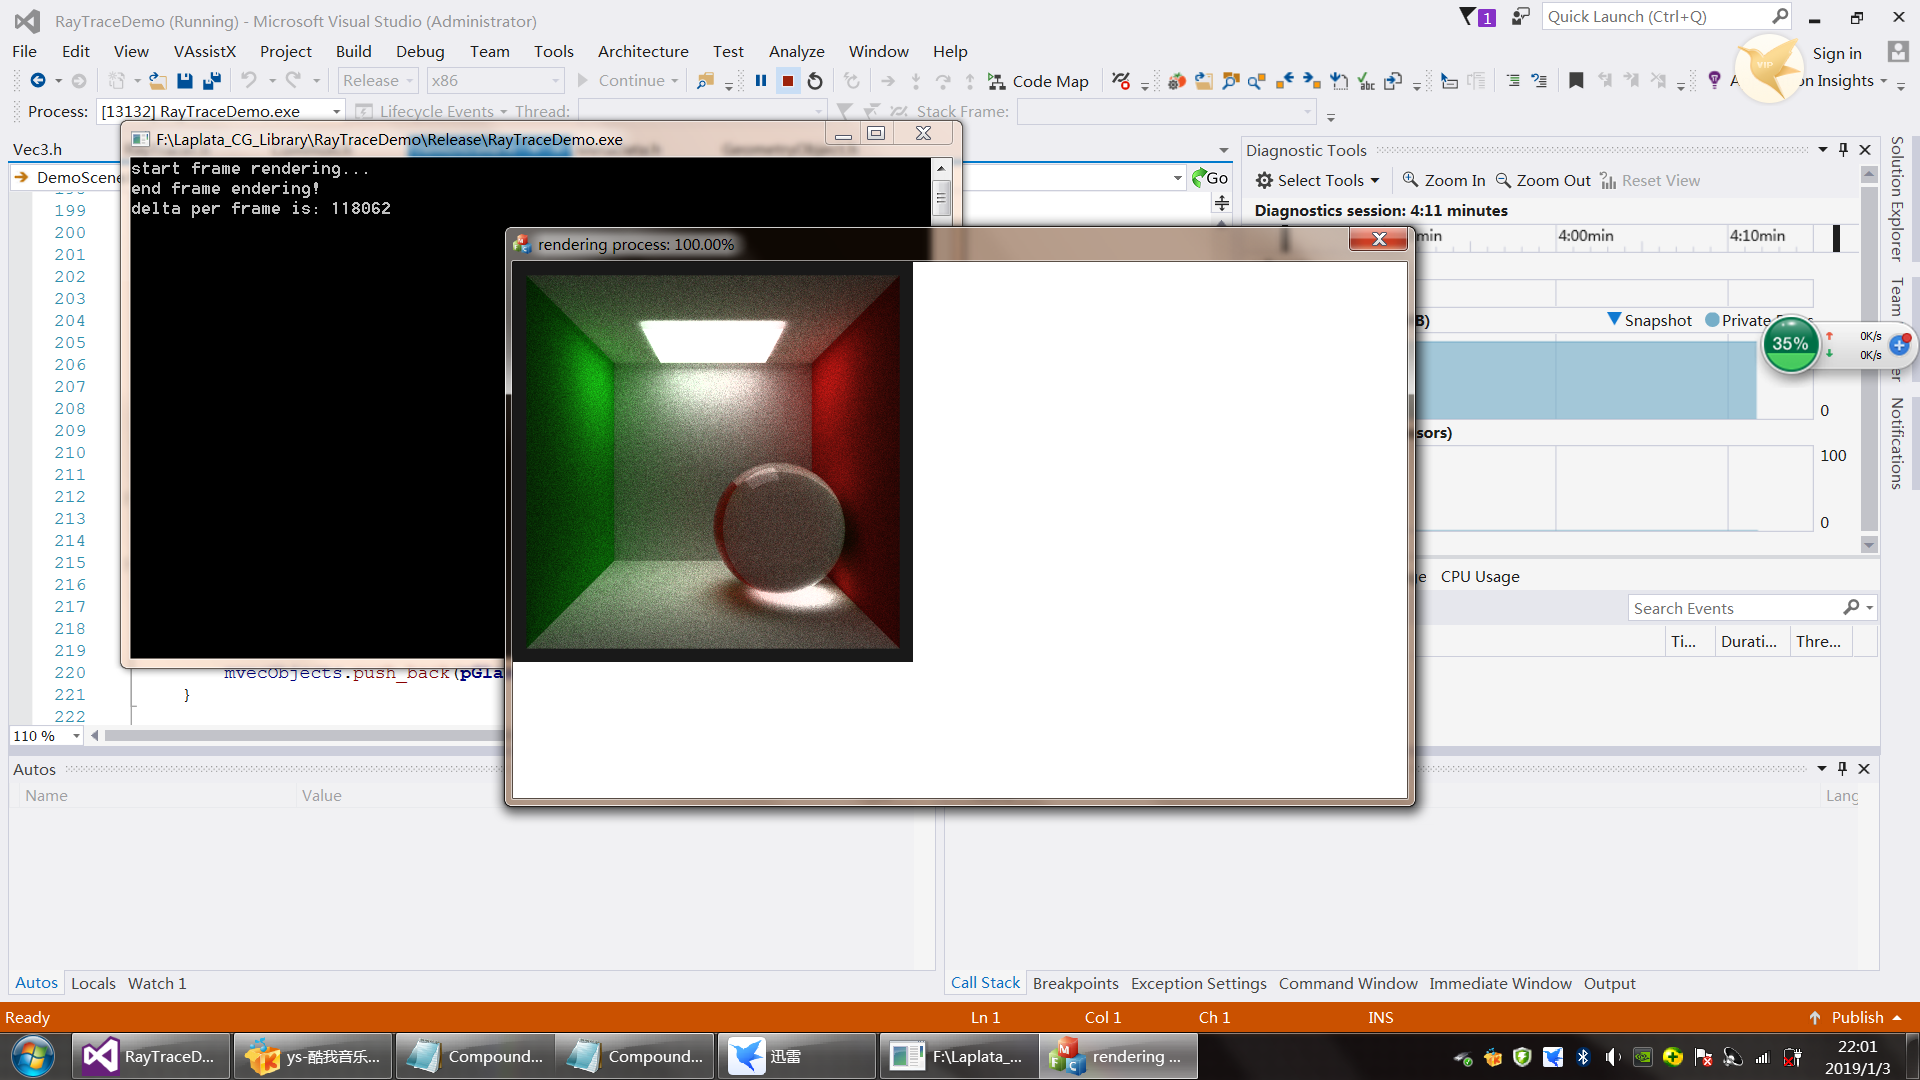 RayTraceDemo (Running) - Microsoft Visual Studio (Administrator)
1
Quick Launch (Ctrl+Q)
File Edit View VAssistX Project Build Debug Team Tools Architecture Test Analyze Window Help
VIP
Sign in
Release x86 Continue Code Map
on Insights
Process: [13132] RayTraceDemo.exe Lifecycle Events Thread: Stack Frame:
F:\Laplata_CG_Library\RayTraceDemo\Release\RayTraceDemo.exe
Vec3.h
Diagnostic Tools
DemoScene
Go
Select Tools Zoom In Zoom Out Reset View
start frame rendering...
end frame endering!
delta per frame is: 118062
Diagnostics session: 4:11 minutes
min 4:00min 4:10min
rendering process: 100.00%
199
200
201
202
203
204
205
206
207
208
209
210
211
212
213
214
215
216
217
218
219
220 mvecObjects.push_back(pGla
221 }
222
B) Snapshot Private
35% 0K/s
0K/s
0
sors)
100
0
e CPU Usage
Search Events
Ti... Durati... Thre...
Solution Explorer
Team
er
Notifications
110 %
Autos
Name Value
Lang
Autos Locals Watch 1
Call Stack Breakpoints Exception Settings Command Window Immediate Window Output
Ready Ln 1 Col 1 Ch 1 INS Publish
RayTraceD... ys-酷我音乐... Compound... Compound... 迅雷 F:\Laplata_... rendering ...
22:01
2019/1/3